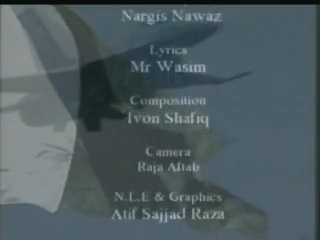 Nargis Nawaz
Lyrics
Mr Wasim
Composition
Ivon Shafiq
Camera
Raja Aftab
N.L.E & Graphics
Atif Sajjad Raza